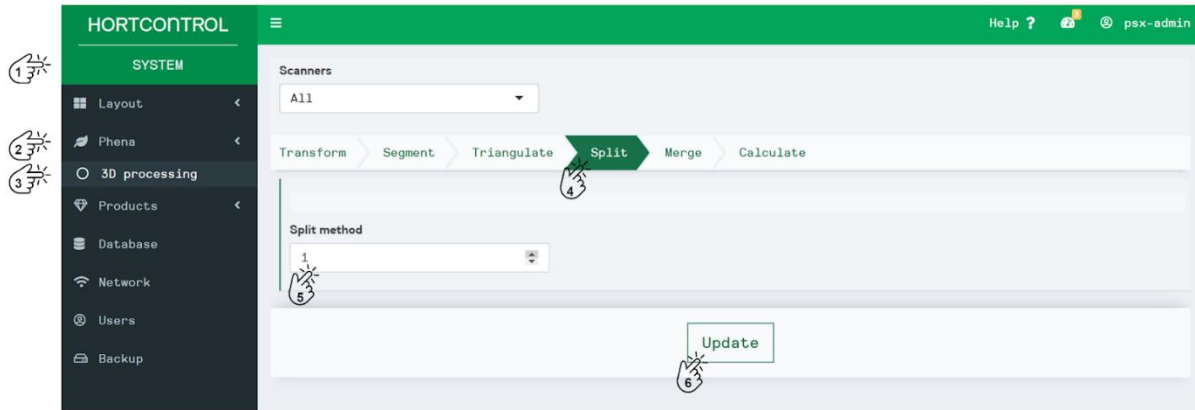 HORTCONTROL
Help ?
1
psx-admin
1
SYSTEM
Layout
2
Phena
3
3D processing
Products
Database
Network
Users
Backup
Scanners
All
Transform
Segment
Triangulate
Split
Merge
Calculate
4
Split method
1
5
Update
6